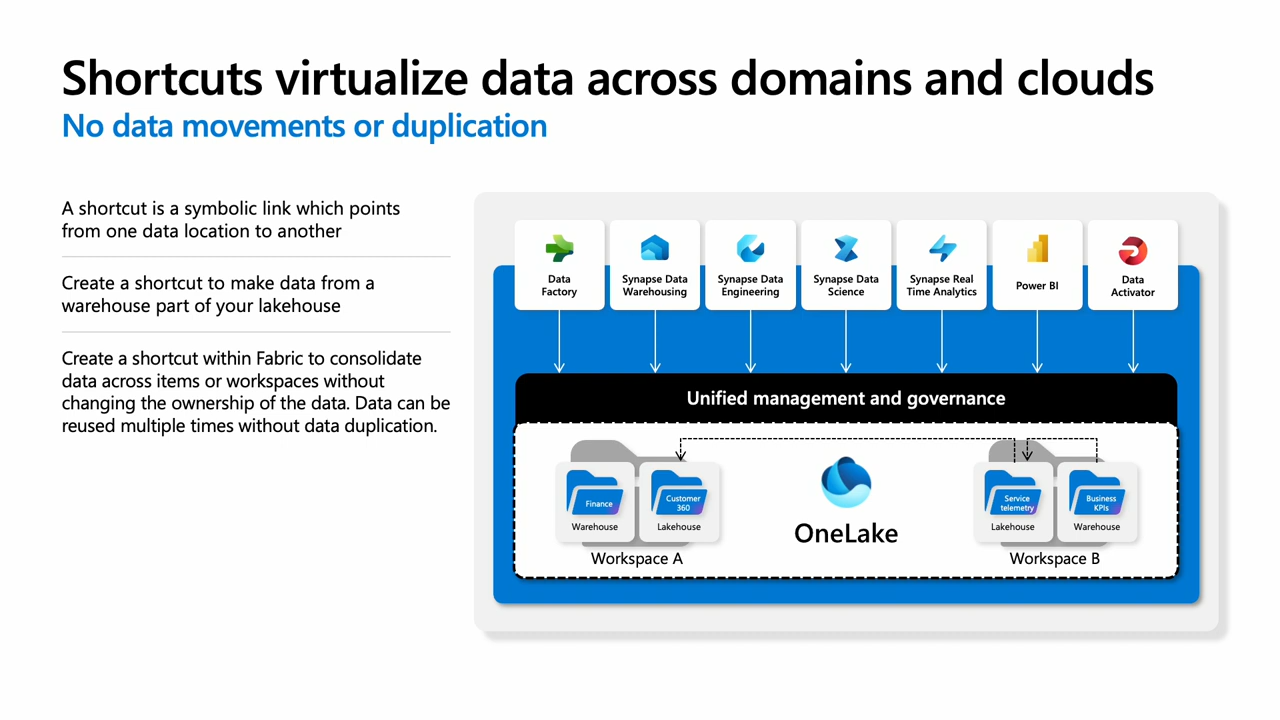 Shortcuts virtualize data across domains and clouds
No data movements or duplication
A shortcut is a symbolic link which points
from one data location to another
Create a shortcut to make data from a
warehouse part of your lakehouse
Create a shortcut within Fabric to consolidate
data across items or workspaces without
changing the ownership of the data. Data can be
reused multiple times without data duplication.
Data
Factory
Synapse Data
Warehousing
Synapse Data
Engineering
Synapse Data
Science
Synapse Real
Time Analytics
Power BI
Data
Activator
Unified management and governance
Finance
Warehouse
Customer
360
Lakehouse
Workspace A
OneLake
Service
telemetry
Lakehouse
Business
KPIs
Warehouse
Workspace B